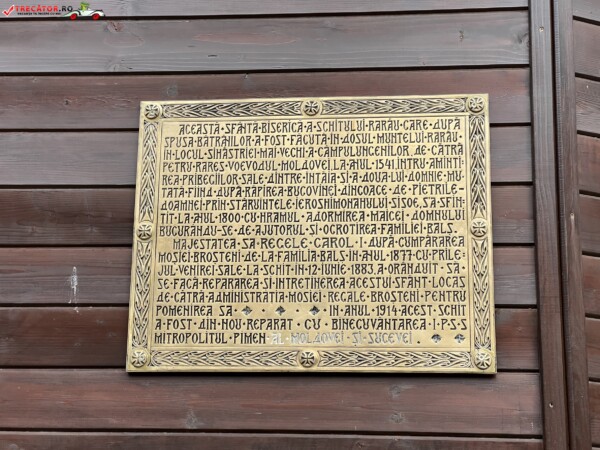 TRECĂTOR.RO
ACEASTĂ·SFÂNTĂ·BISERICĂ·A·SCHITULUI·RARĂU·CARE·DUPĂ
SPUSA·BĂTRÂNILOR·A·FOST·FĂCUTĂ·ÎN·DOSUL·MUNTELUI·RARĂU·
ÎN·LOCUL·SIHĂSTRIEI·MAI·VECHI·A·CÂMPULUNGENILOR·DE·CĂTRĂ
PETRU·RAREȘ·VOEVODUL·MOLDOVEI, LA·ANUL·1541, ÎNTRU·AMINTI
REA·PRIBEGIILOR·SALE·DINTRE·ÎNTÂIA·ȘI·A·DOUA·LUI·DOMNIE·MU
TATĂ·FIIND·DUPĂ·RĂPIREA·BUCOVINEI·DINCOACE·DE·PIETRILE·
DOAMNEI·PRIN·STĂRUINȚELE·IEROSHIMONAHULUI·SISOE, SA·SFIN
ȚIT·LA·ANUL·1800·CU·HRAMUL·ADORMIREA·MAICEI·DOMNULUI
BUCURÂNDU·SE·DE·AJUTORUL·ȘI·OCROTIREA·FAMILIEI·BALȘ.
MAJESTATEA·SA·REGELE·CAROL·I·DUPĂ·CUMPĂRAREA
MOȘIEI·BROȘTENI·DE·LA·FAMILIA·BALȘ·ÎN·ANUL·1877·CU·PRILE·
JUL·VENIREI·SALE·LA·SCHIT·ÎN·12·IUNIE·1883, A·ORÂNDUIT·SĂ·
SE·FACĂ·REPARAREA·ȘI·ÎNTREȚINEREA·ACESTUI·SFÂNT·LOCAȘ
DE·CĂTRĂ·ADMINISTRAȚIA·MOȘIEI·REGALE·BROȘTENI·PENTRU
POMENIREA SA · ÎN·ANUL·1914·ACEST·SCHIT
A·FOST·DIN·NOU·REPARAT·CU·BINECUVÂNTAREA·I·P·S·S
MITROPOLITUL PIMEN AL MOLDOVEI ȘI SUCEVEI.